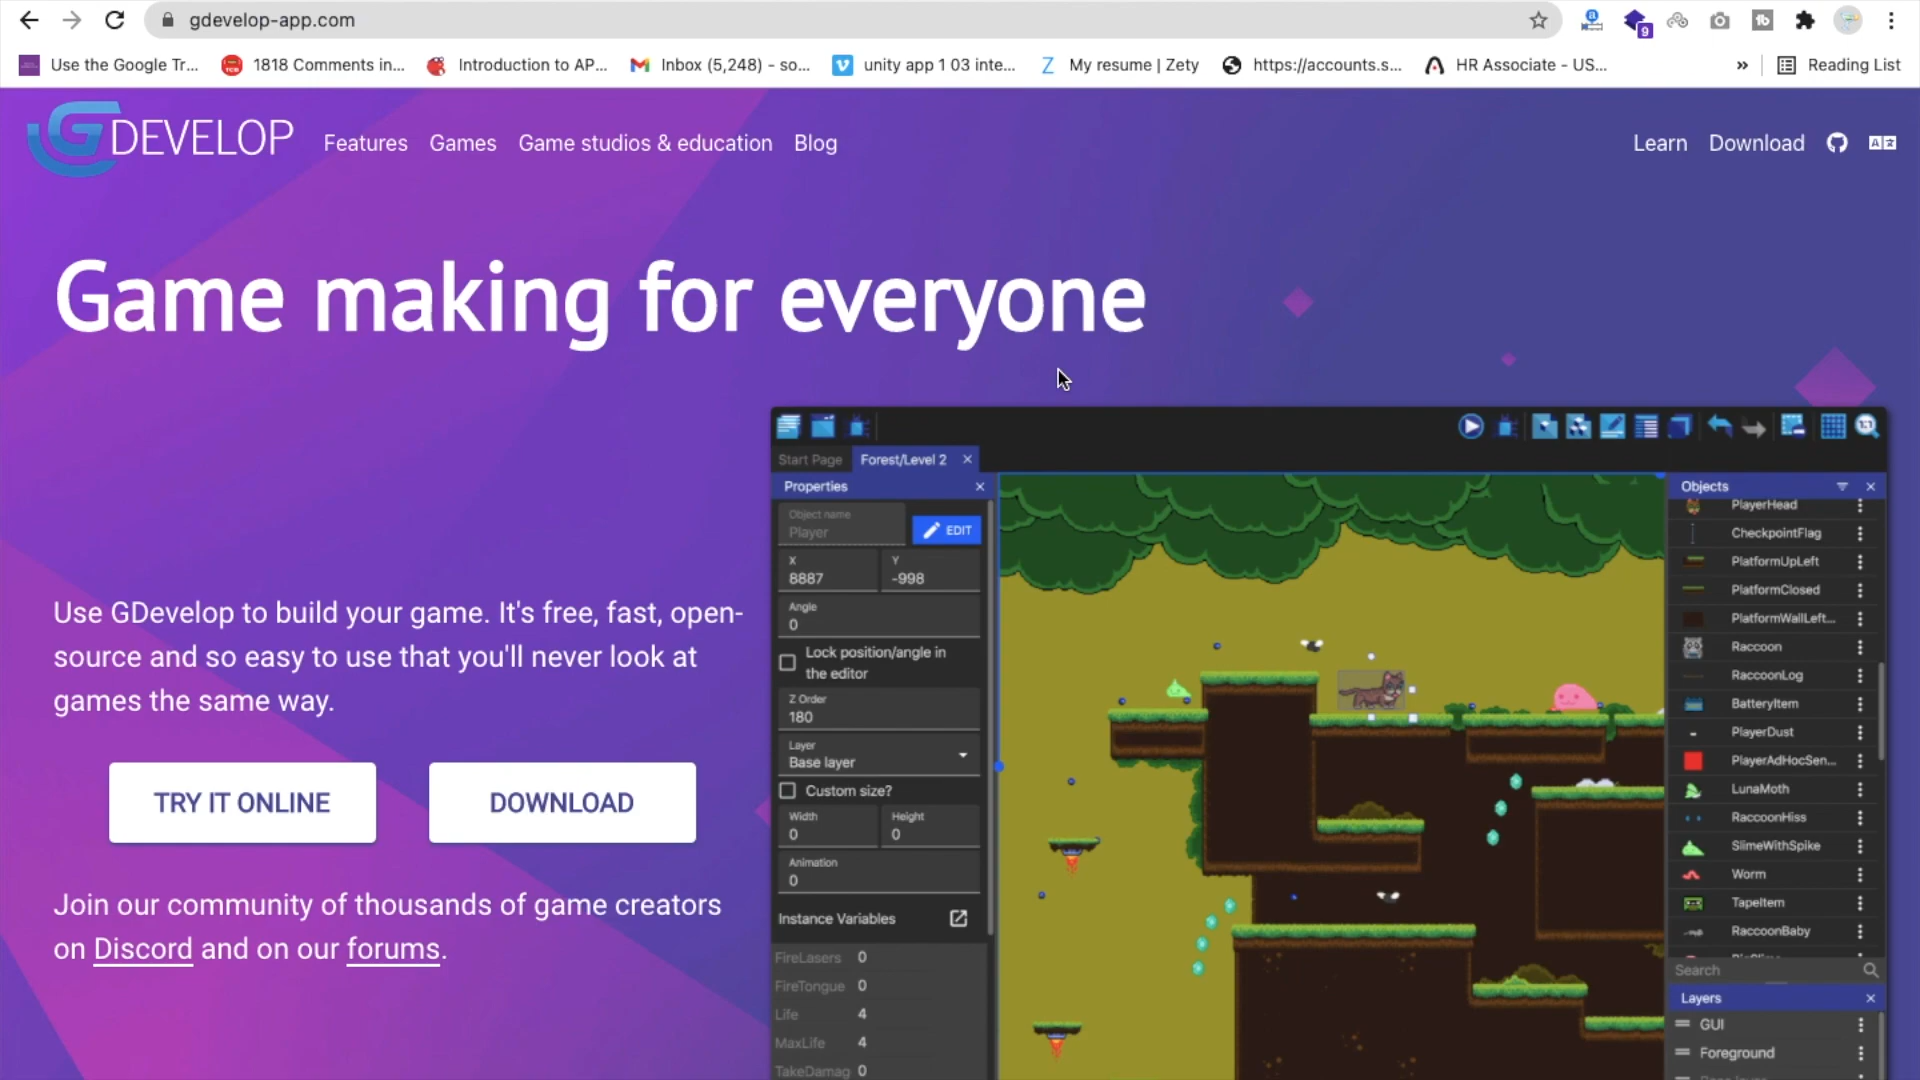 gdevelop-app.com
9
Use the Google Tr...
1818 Comments in...
Introduction to AP...
Inbox (5,248) - so...
unity app 1 03 inte...
My resume | Zety
https://accounts.s...
HR Associate - US...
»
Reading List
GDEVELOP
Features
Games
Game studios & education
Blog
Learn
Download
Game making for everyone
Use GDevelop to build your game. It's free, fast, open-
source and so easy to use that you'll never look at
games the same way.
TRY IT ONLINE
DOWNLOAD
Join our community of thousands of game creators
on Discord and on our forums.
1:1
Start Page
Forest/Level 2
Properties
Object name
Player
EDIT
X
8887
Y
-998
Angle
0
Lock position/angle in
the editor
Z Order
180
Layer
Base layer
Custom size?
Width
0
Height
0
Animation
0
Instance Variables
FireLasers 0
FireTongue 0
Life 4
MaxLife 4
TakeDamag 0
Objects
PlayerHead
CheckpointFlag
PlatformUpLeft
PlatformClosed
PlatformWallLeft...
Raccoon
RaccoonLog
BatteryItem
PlayerDust
PlayerAdHocSen...
LunaMoth
RaccoonHiss
SlimeWithSpike
Worm
TapeItem
RaccoonBaby
Search
Layers
GUI
Foreground